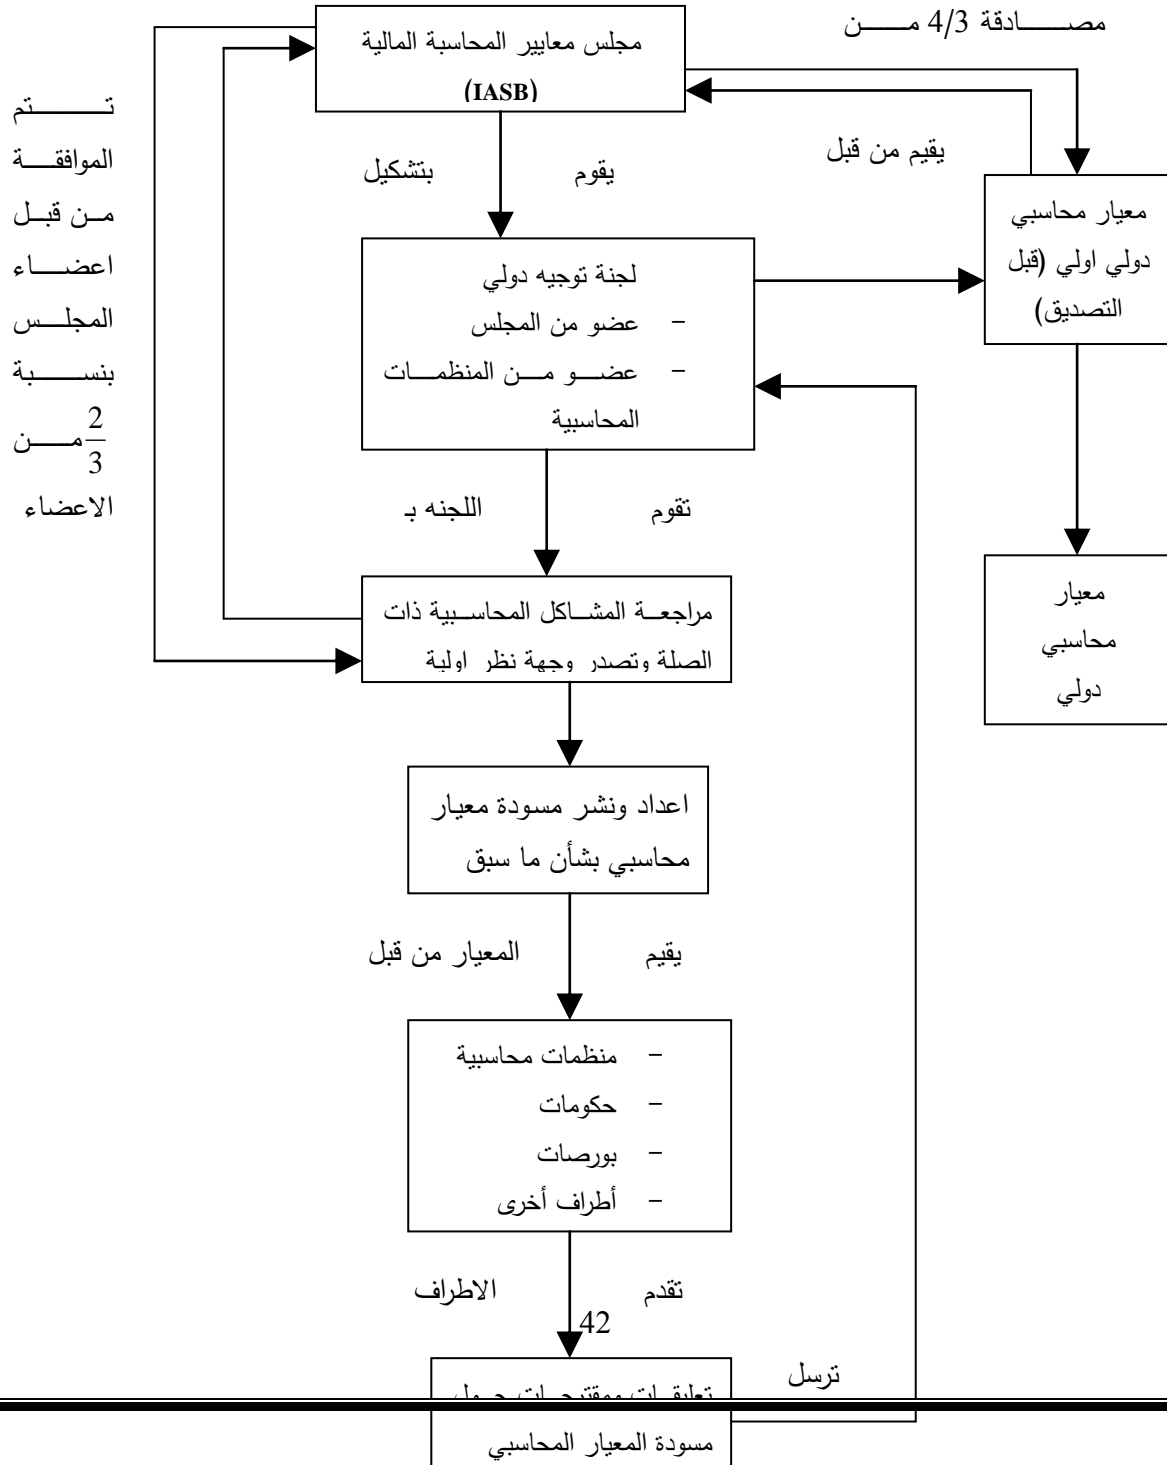 مصادقة 4/3 من
مجلس معايير المحاسبة المالية
(IASB)
تتم
الموافقة
من قبل
اعضاء
المجلس
بنسبة
2/3 من
الاعضاء
يقيم من قبل
يقوم بتشكيل
معيار محاسبي
دولي اولي (قبل
التصديق)
لجنة توجيه دولي
- عضو من المجلس
- عضو من المنظمات
المحاسبية
تقوم اللجنه بـ
معيار
محاسبي
دولي
مراجعة المشاكل المحاسبية ذات
الصلة وتصدر وجهة نظر اولية
اعداد ونشر مسودة معيار
محاسبي بشأن ما سبق
يقيم المعيار من قبل
- منظمات محاسبية
- حكومات
- بورصات
- أطراف أخرى
تقدم الاطراف
42
ترسل
تعليقات ومقترحات حول
مسودة المعيار المحاسبي